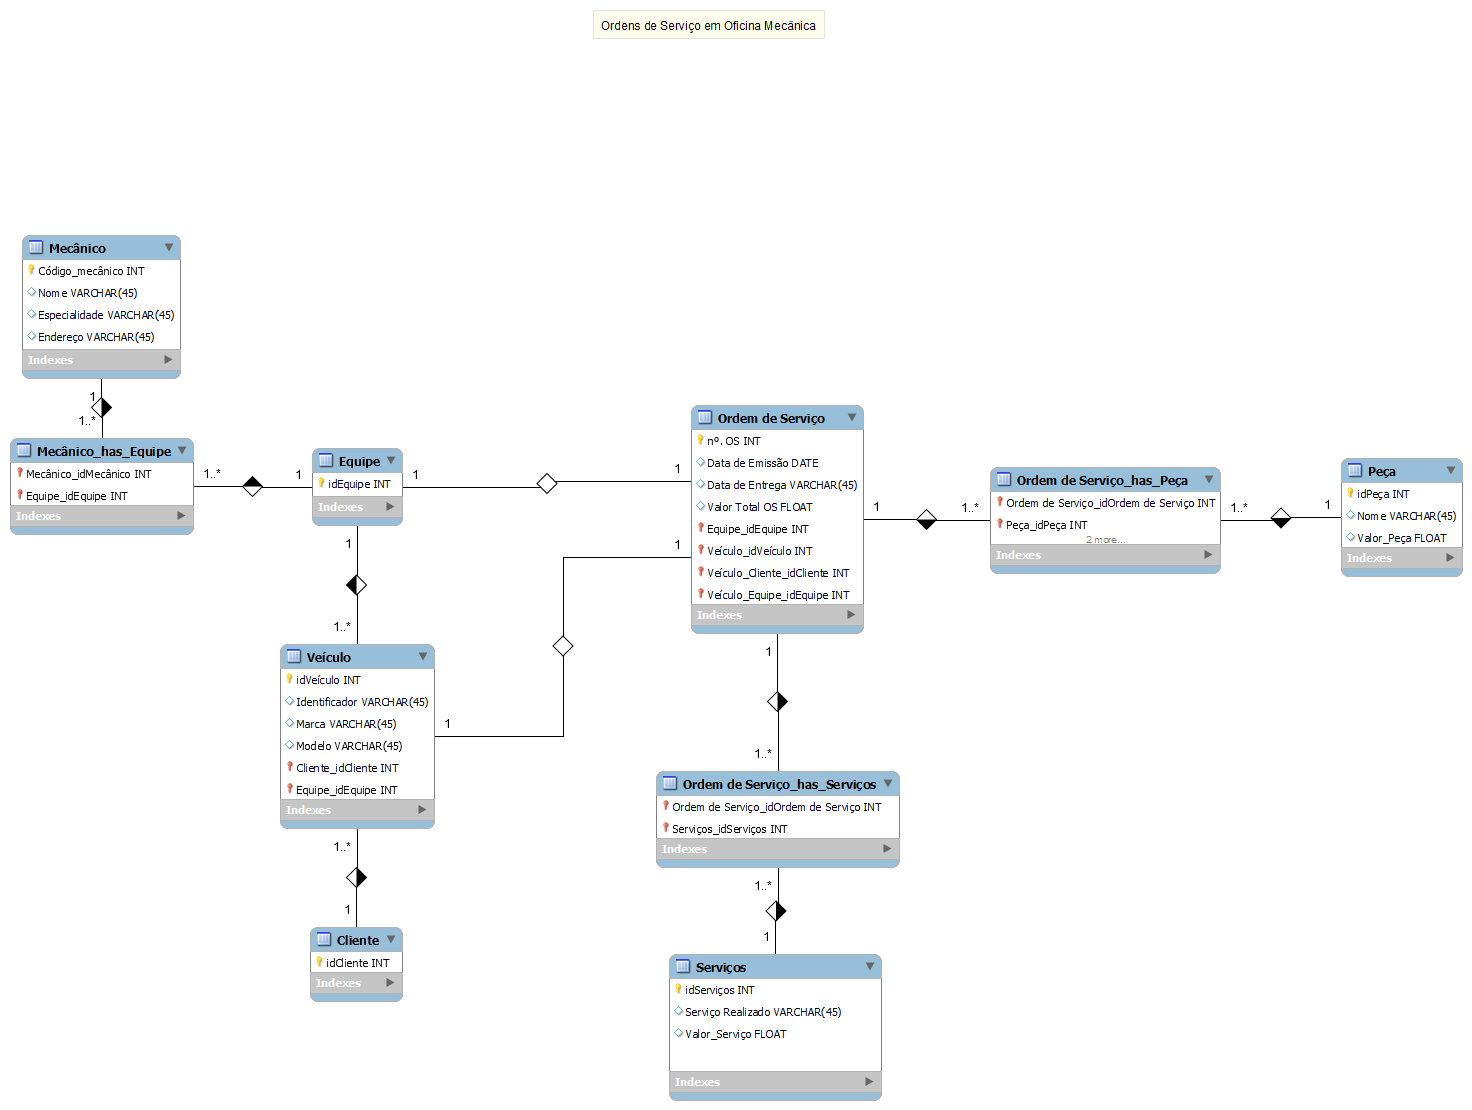 Ordens de Serviço em Oficina Mecânica
Mecânico
Código_mecânico INT
Nome VARCHAR(45)
Especialidade VARCHAR(45)
Endereço VARCHAR(45)
Indexes
1
1..*
Mecânico_has_Equipe
Mecânico_idMecânico INT
Equipe_idEquipe INT
Indexes
1..*
1
Equipe
idEquipe INT
Indexes
1
1
1
1..*
Veículo
idVeículo INT
Identificador VARCHAR(45)
Marca VARCHAR(45)
Modelo VARCHAR(45)
Cliente_idCliente INT
Equipe_idEquipe INT
Indexes
1
1
1..*
1
Cliente
idCliente INT
Indexes
Ordem de Serviço
nº. OS INT
Data de Emissão DATE
Data de Entrega VARCHAR(45)
Valor Total OS FLOAT
Equipe_idEquipe INT
Veículo_idVeículo INT
Veículo_Cliente_idCliente INT
Veículo_Equipe_idEquipe INT
Indexes
1
1..*
Ordem de Serviço_has_Peça
Ordem de Serviço_idOrdem de Serviço INT
Peça_idPeça INT
2 more...
Indexes
1..*
1
Peça
idPeça INT
Nome VARCHAR(45)
Valor_Peça FLOAT
Indexes
1
1..*
Ordem de Serviço_has_Serviços
Ordem de Serviço_idOrdem de Serviço INT
Serviços_idServiços INT
Indexes
1..*
1
Serviços
idServiços INT
Serviço Realizado VARCHAR(45)
Valor_Serviço FLOAT
Indexes